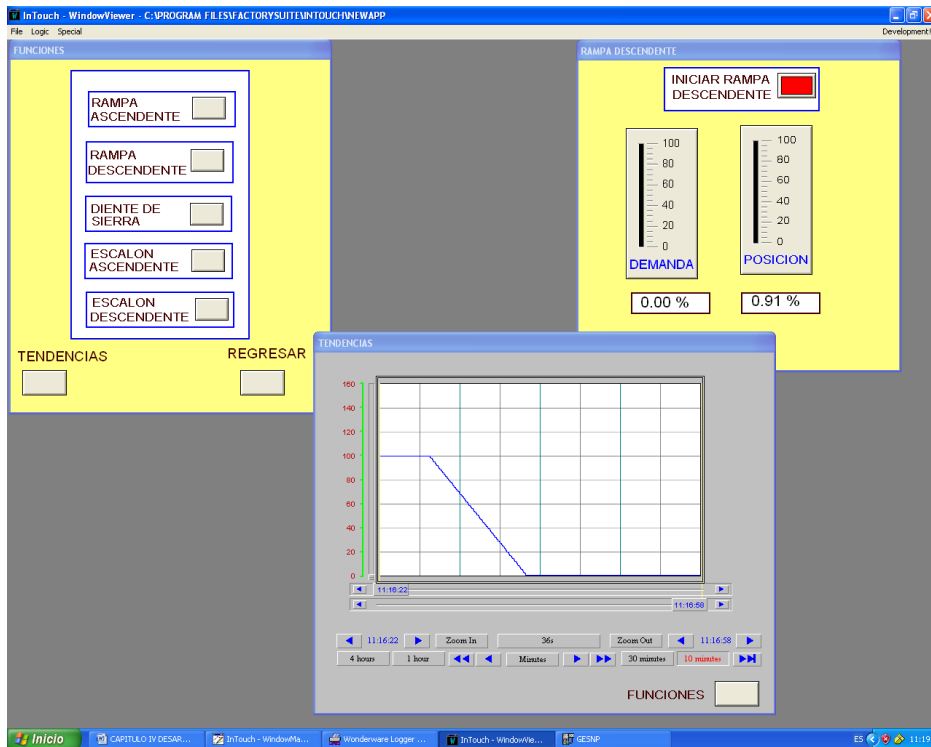 InTouch - WindowViewer - C:\PROGRAM FILES\FACTORYSUITE\INTOUCH\NEWAPP
File Logic Special
Development!
FUNCIONES
RAMPA
ASCENDENTE
RAMPA
DESCENDENTE
DIENTE DE
SIERRA
ESCALON
ASCENDENTE
ESCALON
DESCENDENTE
TENDENCIAS
REGRESAR
RAMPA DESCENDENTE
INICIAR RAMPA
DESCENDENTE
100
80
60
40
20
0
DEMANDA
0.00 %
100
80
60
40
20
0
POSICION
0.91 %
TENDENCIAS
160
140
120
100
80
60
40
20
0
11:16:22
11:16:58
11:16:22 Zoom In 36s Zoom Out 11:16:58
4 hours 1 hour Minutes 30 minutes 10 minutes
FUNCIONES
Inicio
CAPITULO IV DESAR...
InTouch - WindowMa...
Wonderware Logger ...
InTouch - WindowVie...
GESNP
ES
11:19